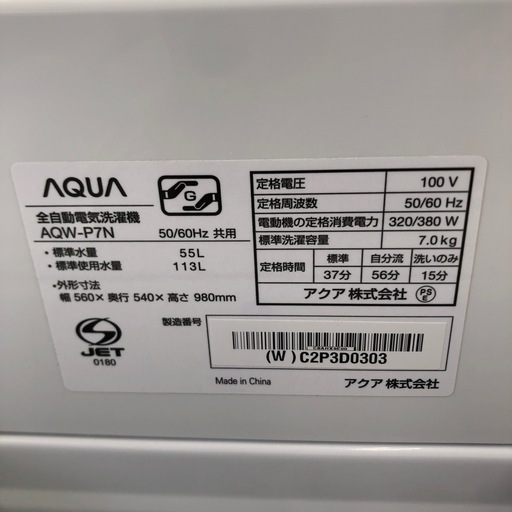 AQUA
G
全自動電気洗濯機
AQW-P7N 50/60Hz 共用
・標準水量 55L
・標準使用水量 113L
・外形寸法
幅 560× 奥行 540× 高さ 980mm
定格電圧 100 V
定格周波数 50/60 Hz
電動機の定格消費電力 320/380 W
標準洗濯容量 7.0 kg
定格時間 標準 自分流 洗いのみ
37分 56分 15分
アクア 株式会社 PS E
S
JET
0180
製造番号
(W) C2P3D0303
Made in China
アクア 株式会社